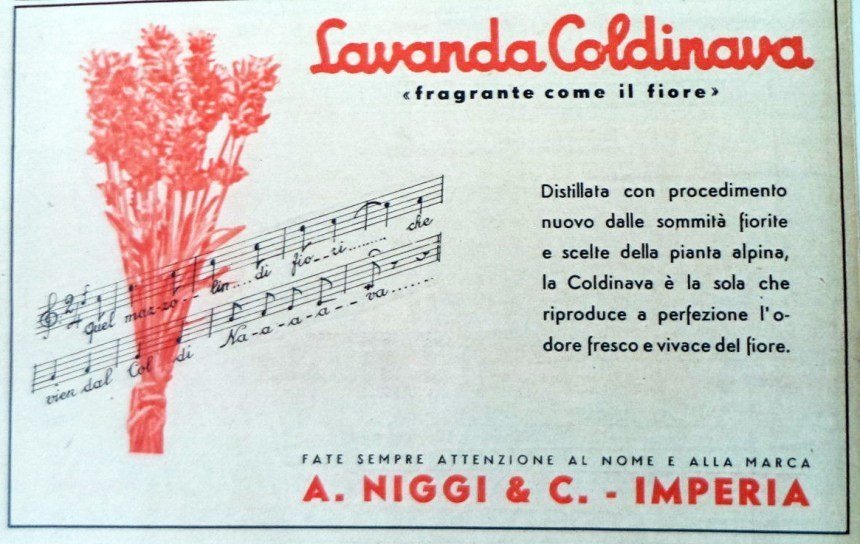 Lavanda Coldinava
«fragrante come il fiore»
Quel maz-zo-- lin....di fio--ri........ che
vien dal Col di Na-a-a-a--va........
Distillata con procedimento
nuovo dalle sommità fiorite
e scelte della pianta alpina,
la Coldinava è la sola che
riproduce a perfezione l'o-
dore fresco e vivace del fiore.
FATE SEMPRE ATTENZIONE AL NOME E ALLA MARCA
A. NIGGI & C. - IMPERIA